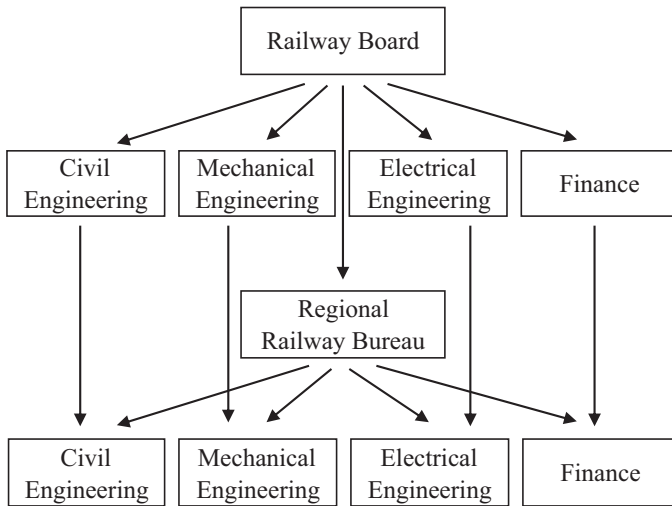 Railway Board
Civil
Engineering
Mechanical
Engineering
Electrical
Engineering
Finance
Regional
Railway Bureau
Civil
Engineering
Mechanical
Engineering
Electrical
Engineering
Finance